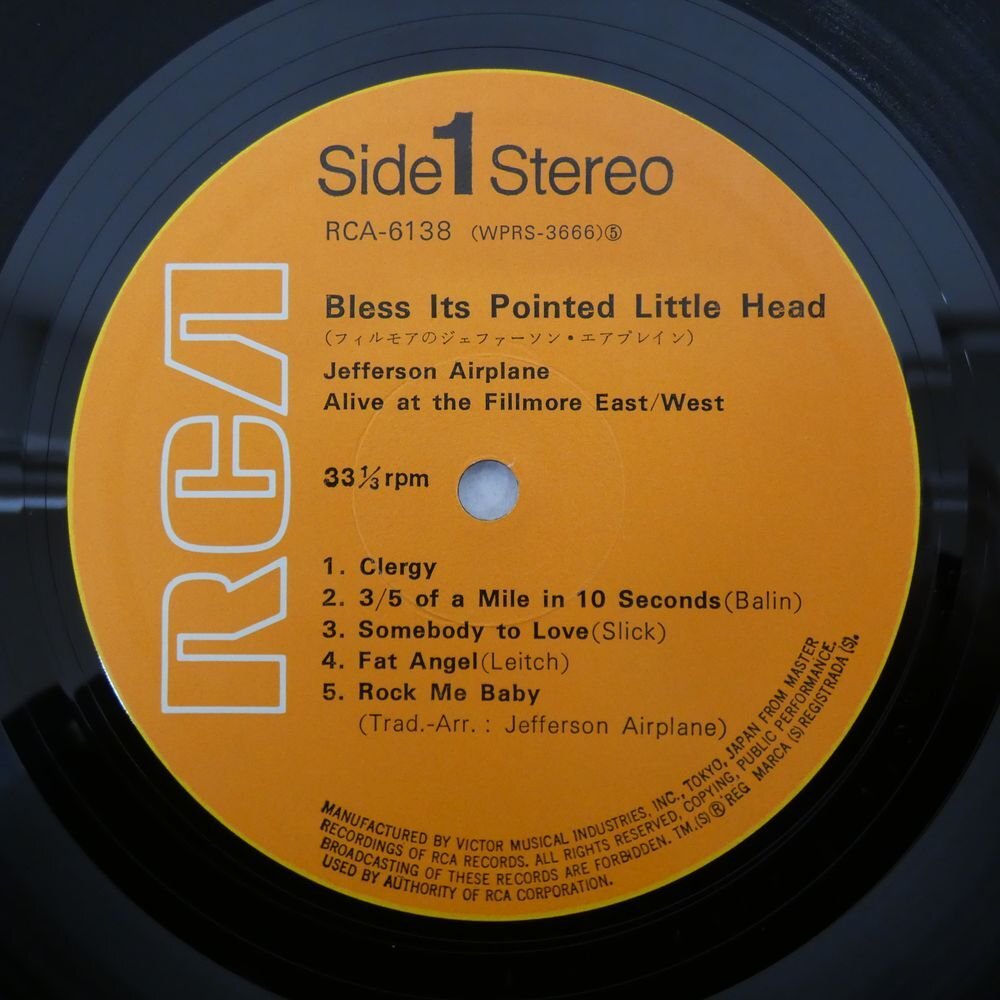 Side 1 Stereo
RCA-6138 (WPRS-3666)⑤
Bless Its Pointed Little Head
(フィルモアのジェファーソン・エアプレイン)
Jefferson Airplane
Alive at the Fillmore East/West
33 1/3 rpm
1. Clergy
2. 3/5 of a Mile in 10 Seconds(Balin)
3. Somebody to Love(Slick)
4. Fat Angel(Leitch)
5. Rock Me Baby
(Trad.-Arr. : Jefferson Airplane)
RCA
MANUFACTURED BY VICTOR MUSICAL INDUSTRIES, INC., TOKYO, JAPAN FROM MASTER
RECORDINGS OF RCA RECORDS. ALL RIGHTS RESERVED, COPYING, PUBLIC PERFORMANCE,
BROADCASTING OF THESE RECORDS ARE FORBIDDEN. TM.(S)® REG MARCA (S) REGISTRADA (S).
USED BY AUTHORITY OF RCA CORPORATION.